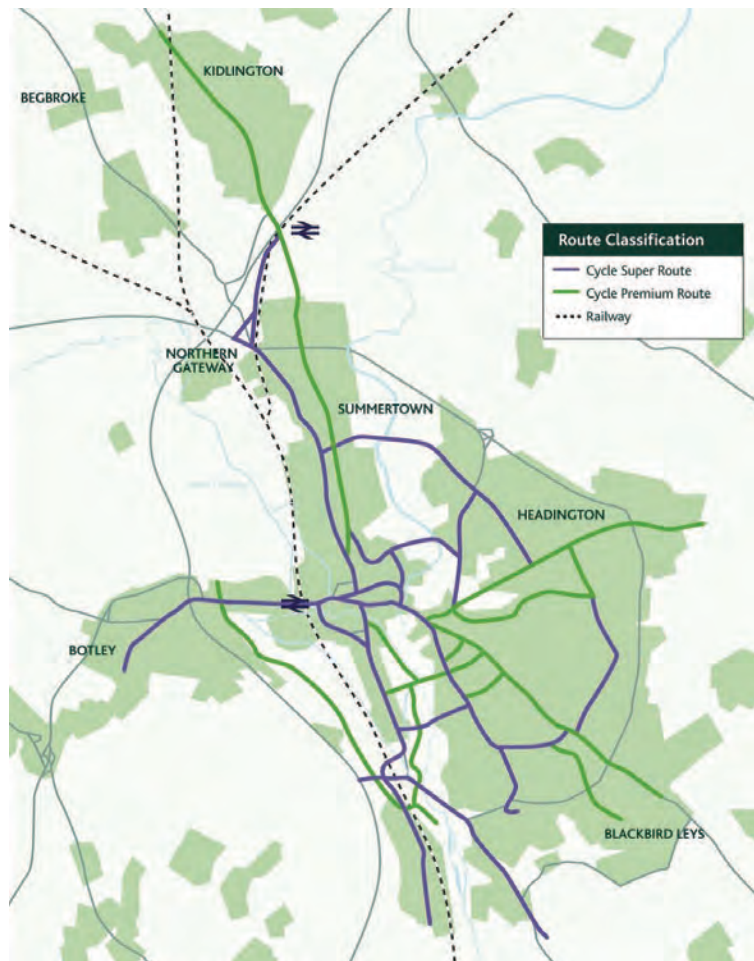 KIDLINGTON
BEGBROKE
Route Classification
Cycle Super Route
Cycle Premium Route
Railway
NORTHERN
GATEWAY
SUMMERTOWN
HEADINGTON
BOTLEY
BLACKBIRD LEYS